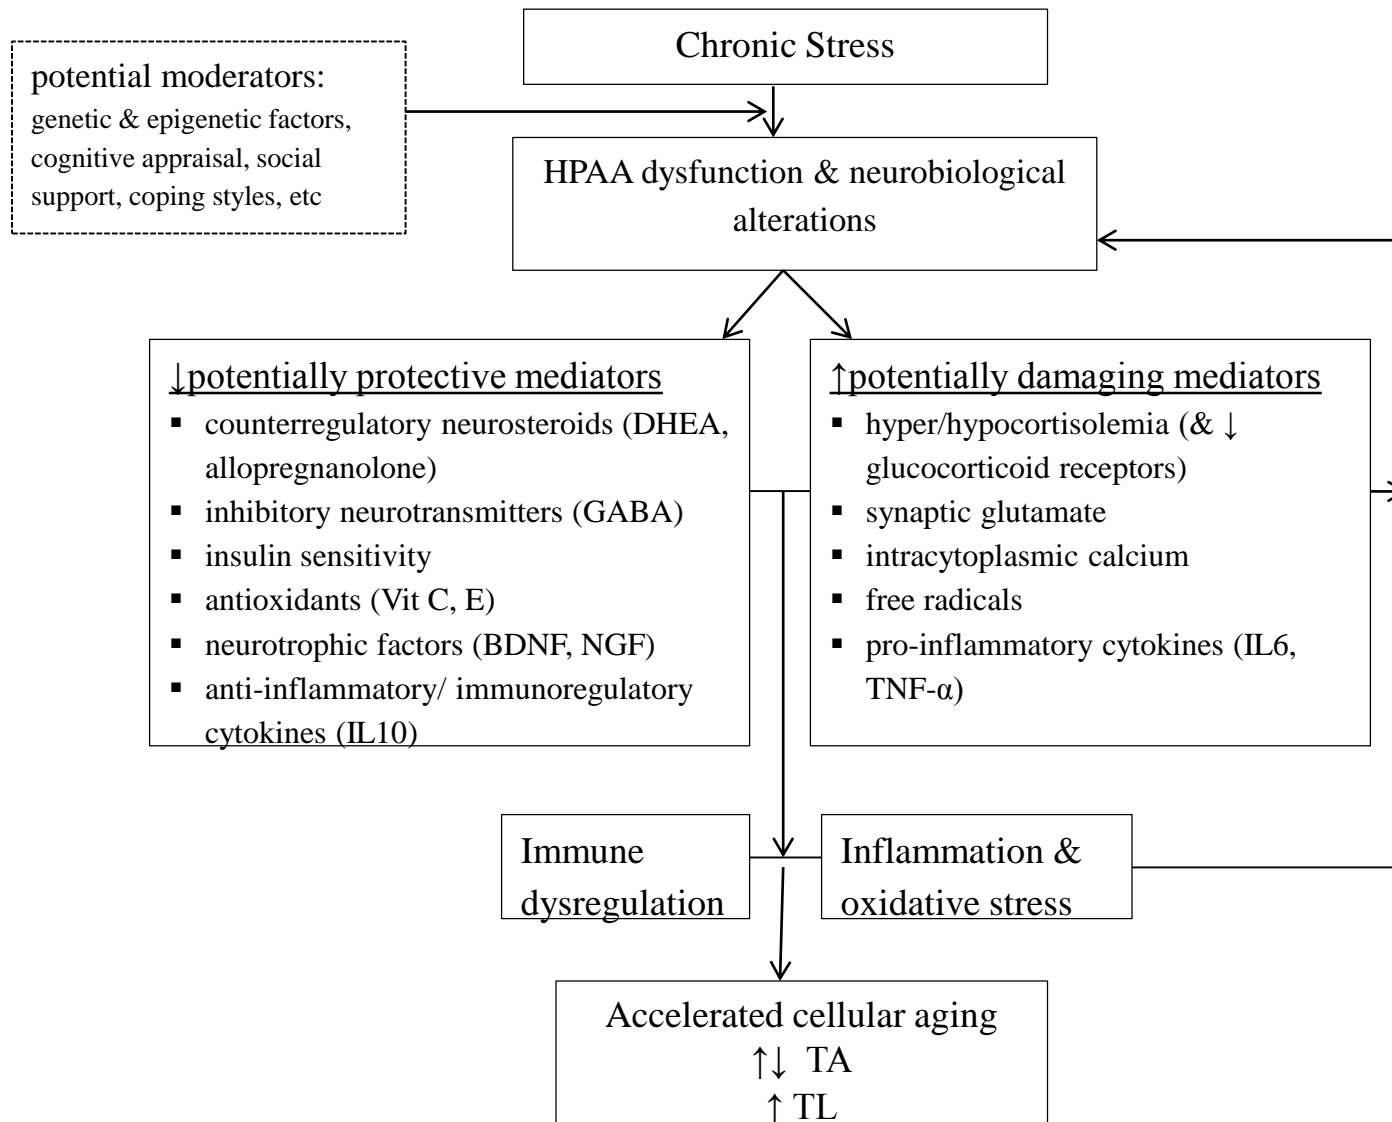 Chronic Stress
potential moderators:
genetic & epigenetic factors,
cognitive appraisal, social
support, coping styles, etc
HPAA dysfunction & neurobiological
alterations
↓potentially protective mediators
▪ counterregulatory neurosteroids (DHEA,
allopregnanolone)
▪ inhibitory neurotransmitters (GABA)
▪ insulin sensitivity
▪ antioxidants (Vit C, E)
▪ neurotrophic factors (BDNF, NGF)
▪ anti-inflammatory/ immunoregulatory
cytokines (IL10)
↑potentially damaging mediators
▪ hyper/hypocortisolemia (& ↓
glucocorticoid receptors)
▪ synaptic glutamate
▪ intracytoplasmic calcium
▪ free radicals
▪ pro-inflammatory cytokines (IL6,
TNF-α)
Immune
dysregulation
Inflammation &
oxidative stress
Accelerated cellular aging
↑↓ TA
↑ TL